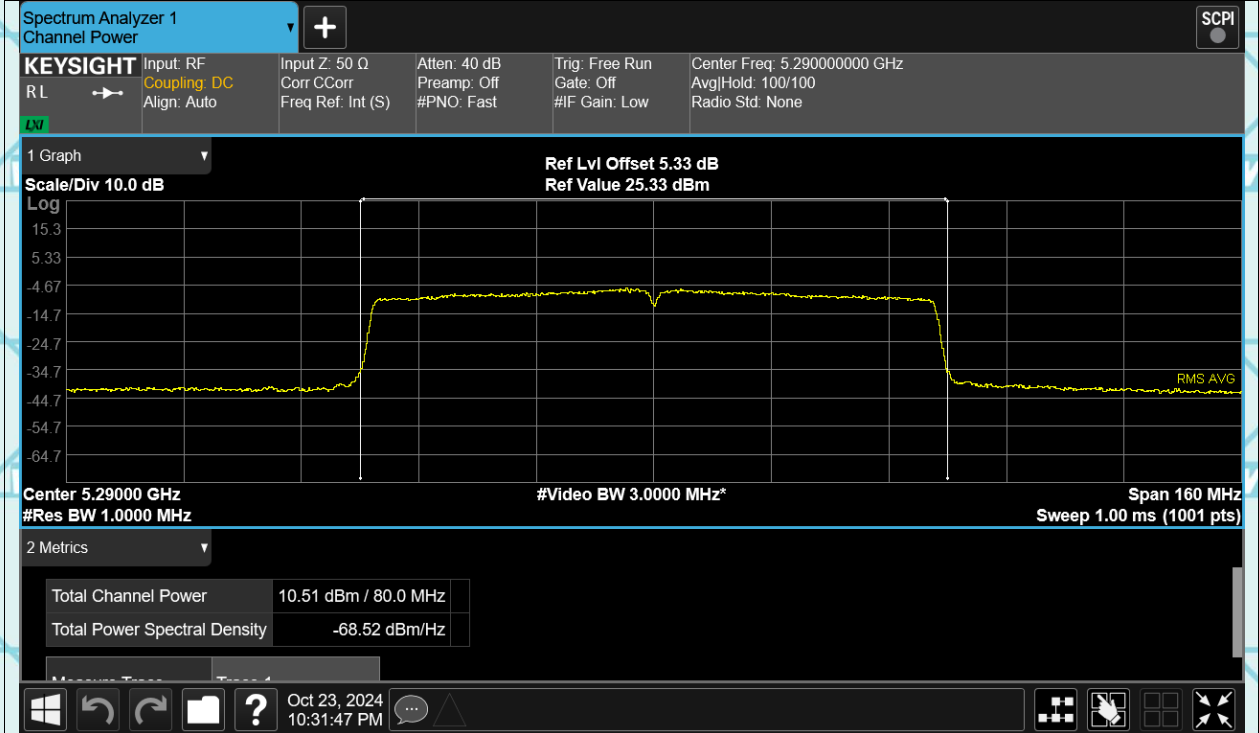 Spectrum Analyzer 1
Channel Power
SCPI
KEYSIGHT
R L
LXI
Input: RF
Coupling: DC
Align: Auto
Input Z: 50 Ω
Corr CCorr
Freq Ref: Int (S)
Atten: 40 dB
Preamp: Off
#PNO: Fast
Trig: Free Run
Gate: Off
#IF Gain: Low
Center Freq: 5.290000000 GHz
Avg|Hold: 100/100
Radio Std: None
1 Graph
Scale/Div 10.0 dB
Ref Lvl Offset 5.33 dB
Ref Value 25.33 dBm
Log
15.3
5.33
-4.67
-14.7
-24.7
-34.7
-44.7
-54.7
-64.7
RMS AVG
Center 5.29000 GHz
#Res BW 1.0000 MHz
#Video BW 3.0000 MHz*
Span 160 MHz
Sweep 1.00 ms (1001 pts)
2 Metrics
Total Channel Power 10.51 dBm / 80.0 MHz
Total Power Spectral Density -68.52 dBm/Hz
Measure Trace Trace 1
?
Oct 23, 2024
10:31:47 PM